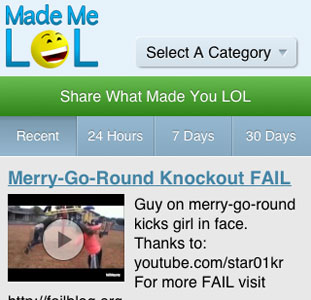 Made Me
LOL
Select A Category
Share What Made You LOL
Recent
24 Hours
7 Days
30 Days
Merry-Go-Round Knockout FAIL
Guy on merry-go-round
kicks girl in face.
Thanks to:
youtube.com/star01kr
For more FAIL visit
http://failblog.org